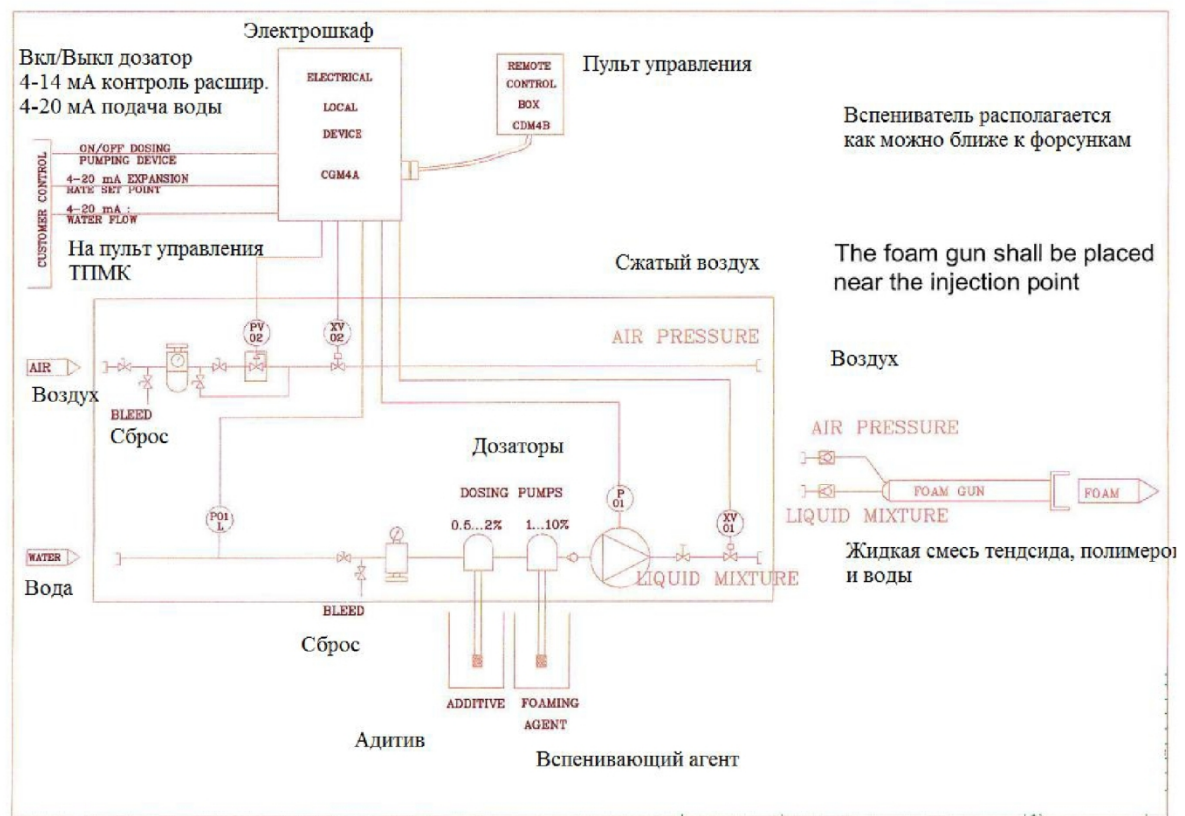 Электрошкаф
Вкл/Выкл дозатор
4-14 мА контроль расшир.
4-20 мА подача воды
ELECTRICAL
LOCAL
DEVICE
CGM4A
REMOTE
CONTROL
BOX
CDM4B
Пульт управления
Вспениватель располагается
как можно ближе к форсункам
CUSTOMER CONTROL
ON/OFF DOSING
PUMPING DEVICE
4-20 mA EXPANSION
RATE SET POINT
4-20 mA :
WATER FLOW
На пульт управления
ТПМК
Сжатый воздух
The foam gun shall be placed
near the injection point
PV
02
XV
02
AIR PRESSURE
AIR
Воздух
BLEED
Сброс
Воздух
AIR PRESSURE
FOAM GUN
FOAM
LIQUID MIXTURE
Дозаторы
DOSING PUMPS
0.5...2%
1...10%
P01
L
P
01
XV
01
WATER
Вода
LIQUID MIXTURE
Жидкая смесь тендсида, полимеров
и воды
BLEED
Сброс
ADDITIVE
FOAMING
AGENT
Адитив
Вспенивающий агент